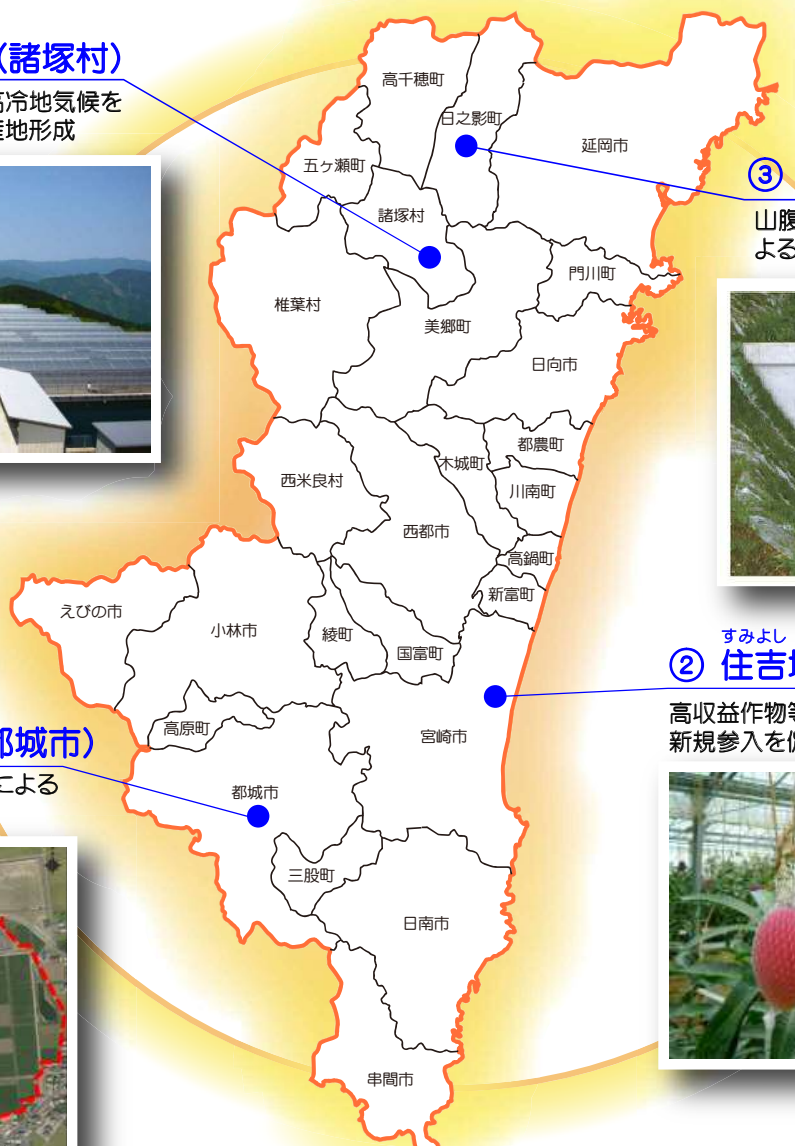 (諸塚村)
高冷地気候を
産地形成
高千穂町
日之影町
延岡市
五ヶ瀬町
諸塚村
③
山腹
よる
門川町
椎葉村
美郷町
日向市
都農町
木城町
西米良村
川南町
西都市
高鍋町
新富町
えびの市
小林市
綾町
国富町
すみよし
② 住吉
高収益作物
新規参入を
高原町
宮崎市
都城市)
による
都城市
三股町
日南市
串間市